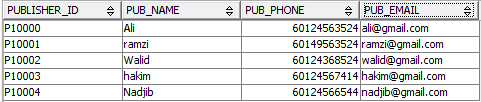 PUBLISHER_ID PUB_NAME PUB_PHONE PUB_EMAIL
P10000 Ali 60124563524 ali@gmail.com
P10001 ramzi 60149563524 ramzi@gmail.com
P10002 Walid 60124368524 walid@gmail.com
P10003 hakim 60124567414 hakim@gmail.com
P10004 Nadjib 60124566544 nadjib@gmail.com